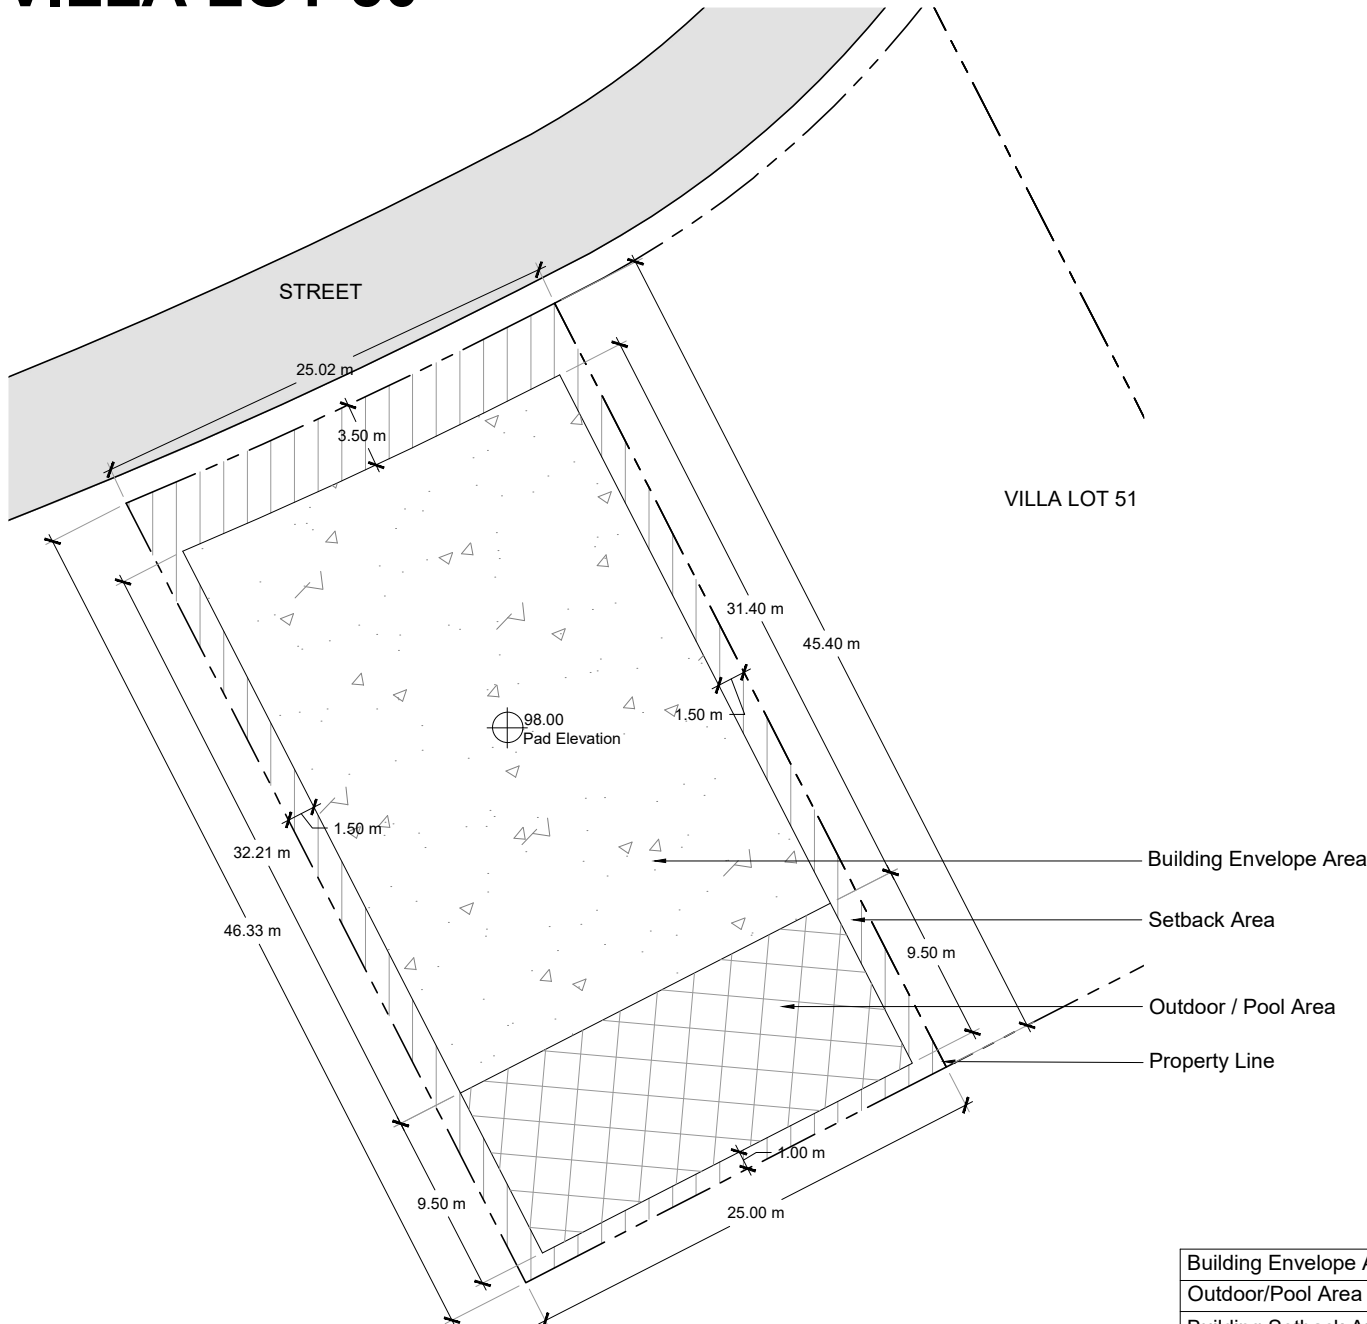 STREET
25.02 m
3.50 m
VILLA LOT 51
31.40 m
45.40 m
1.50 m
98.00
Pad Elevation
1.50 m
32.21 m
Building Envelope Area
46.33 m
Setback Area
9.50 m
Outdoor / Pool Area
Property Line
1.00 m
9.50 m
25.00 m
Building Envelope
Outdoor/Pool Area